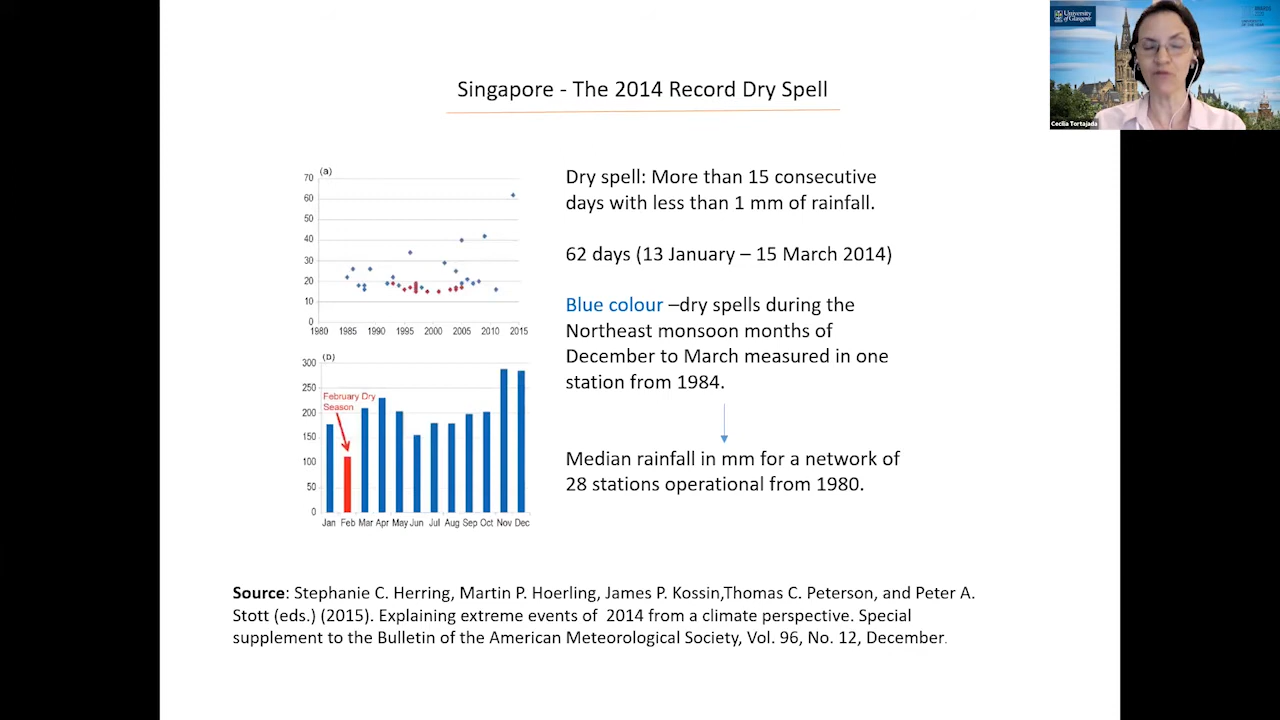 University
of Glasgow
Cecilia Tortajada
Singapore - The 2014 Record Dry Spell
(a)
70
60
50
40
30
20
10
0
1980 1985 1990 1995 2000 2005 2010 2015
(b)
300
250
200
150
100
50
0
February Dry
Season
Jan Feb Mar Apr May Jun Jul Aug Sep Oct Nov Dec
Dry spell: More than 15 consecutive
days with less than 1 mm of rainfall.
62 days (13 January – 15 March 2014)
Blue colour –dry spells during the
Northeast monsoon months of
December to March measured in one
station from 1984.
Median rainfall in mm for a network of
28 stations operational from 1980.
Source: Stephanie C. Herring, Martin P. Hoerling, James P. Kossin,Thomas C. Peterson, and Peter A.
Stott (eds.) (2015). Explaining extreme events of 2014 from a climate perspective. Special
supplement to the Bulletin of the American Meteorological Society, Vol. 96, No. 12, December.